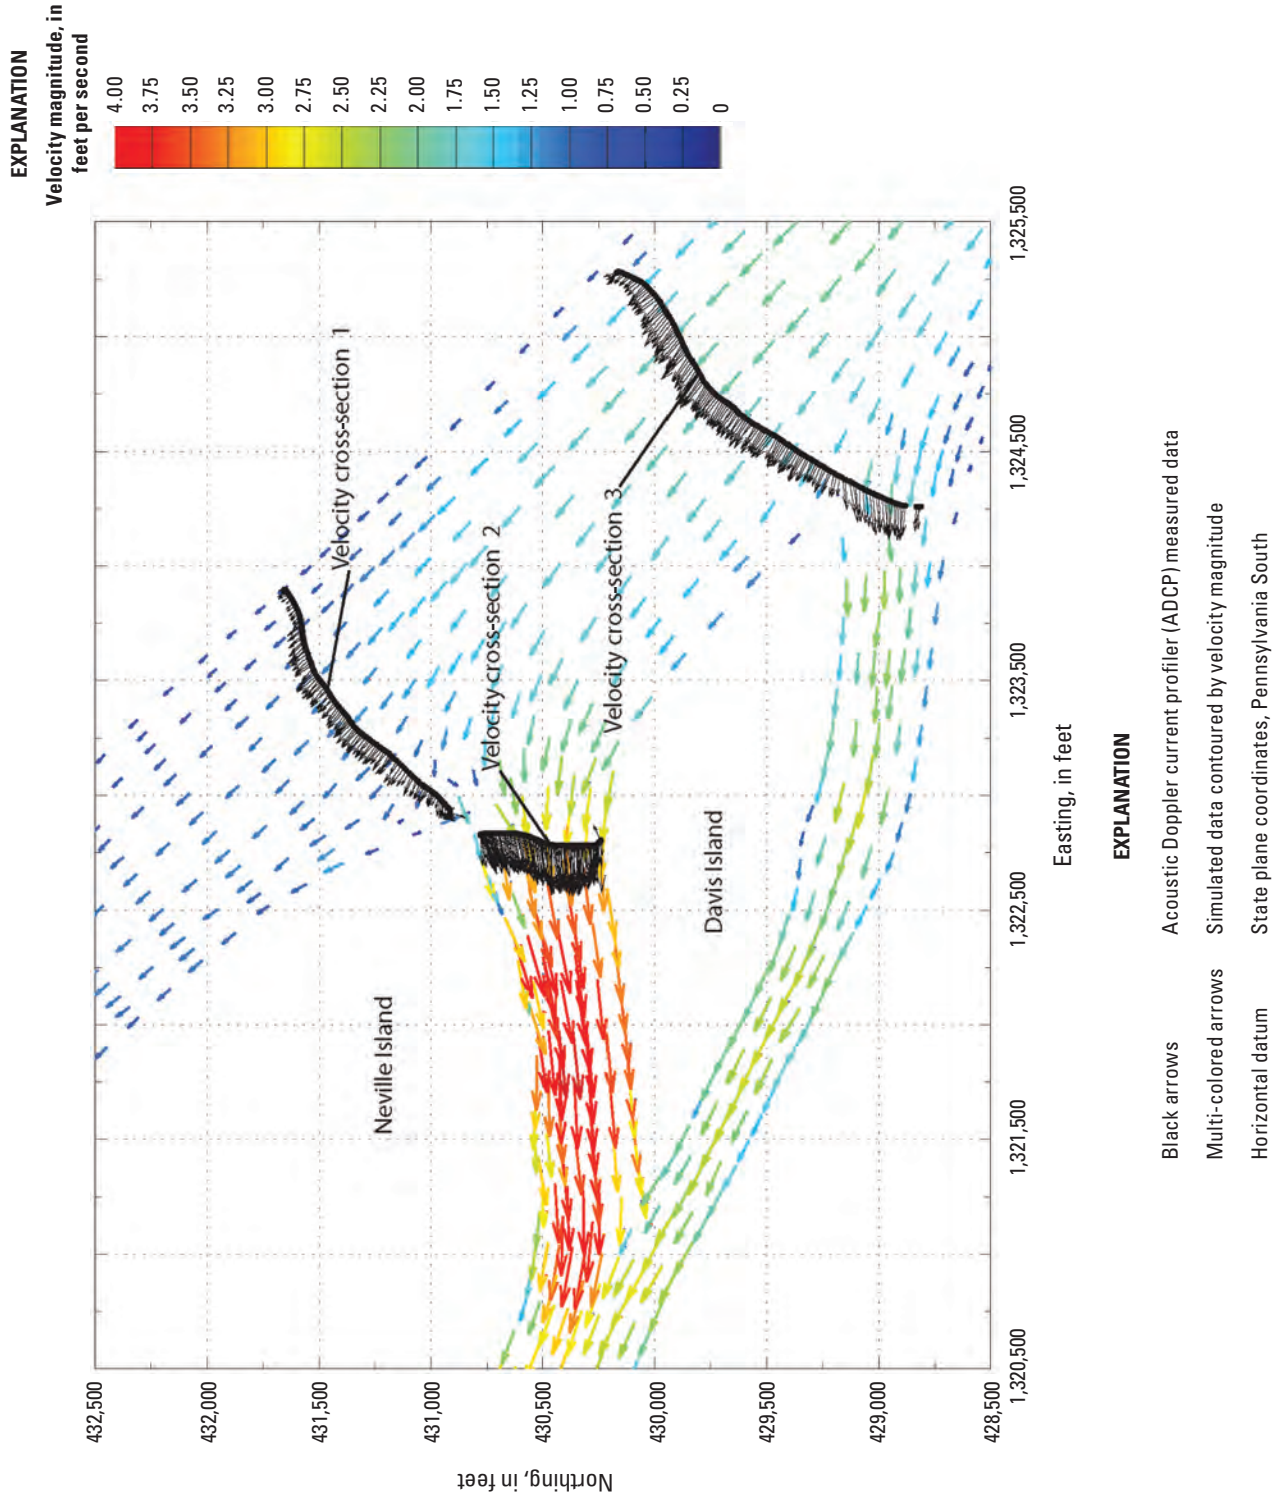 EXPLANATION
Velocity magnitude, in
feet per second
4.00
3.75
3.50
3.25
3.00
2.75
2.50
2.25
2.00
1.75
1.50
1.25
1.00
0.75
0.50
0.25
0
Northing, in feet
432,500
432,000
431,500
431,000
430,500
430,000
429,500
429,000
428,500
Velocity cross-section 1
Velocity cross-section 2
Velocity cross-section 3
Neville Island
Davis Island
1,320,500
1,321,500
1,322,500
1,323,500
1,324,500
1,325,500
Easting, in feet
EXPLANATION
Black arrows Acoustic Doppler current profiler (ADCP) measured data
Multi-colored arrows Simulated data contoured by velocity magnitude
Horizontal datum State plane coordinates, Pennsylvania South